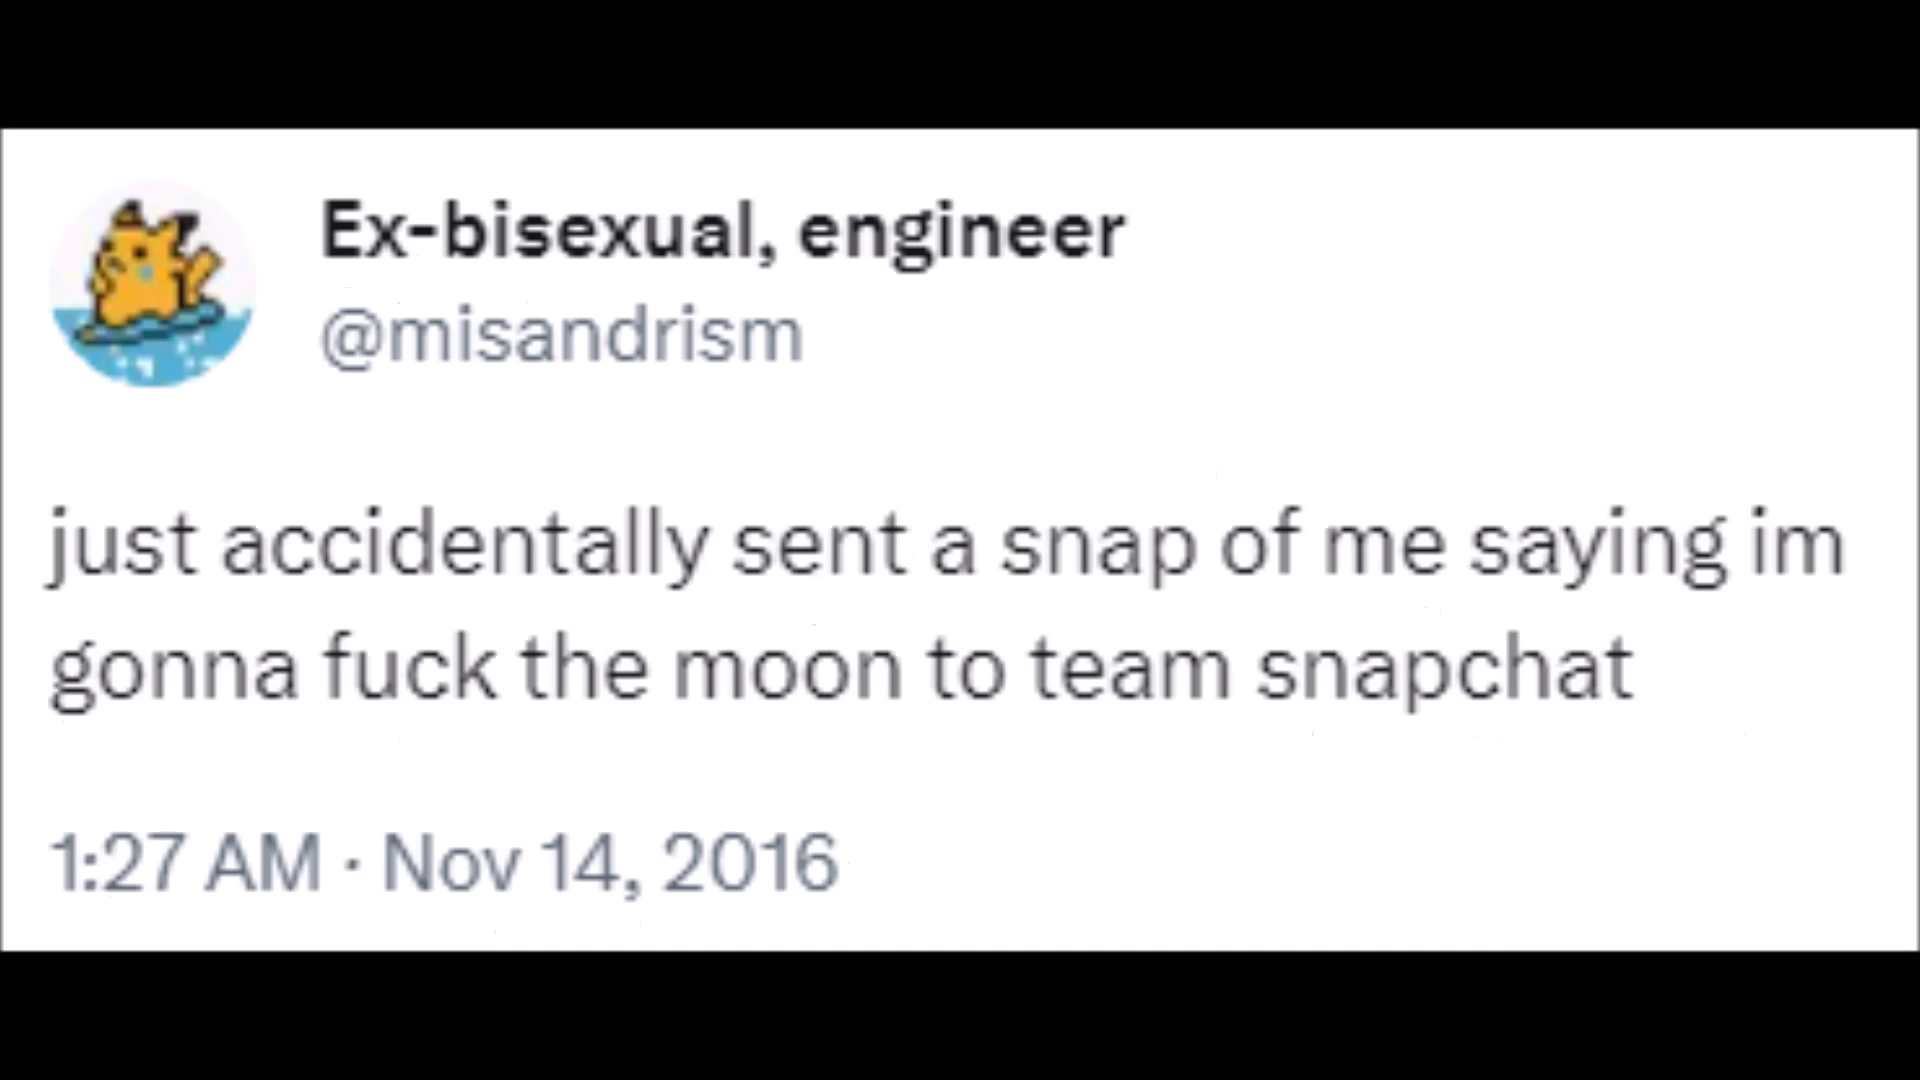 Ex-bisexual, engineer
@misandrism
just accidentally sent a snap of me saying im
gonna fuck the moon to team snapchat
1:27 AM · Nov 14, 2016